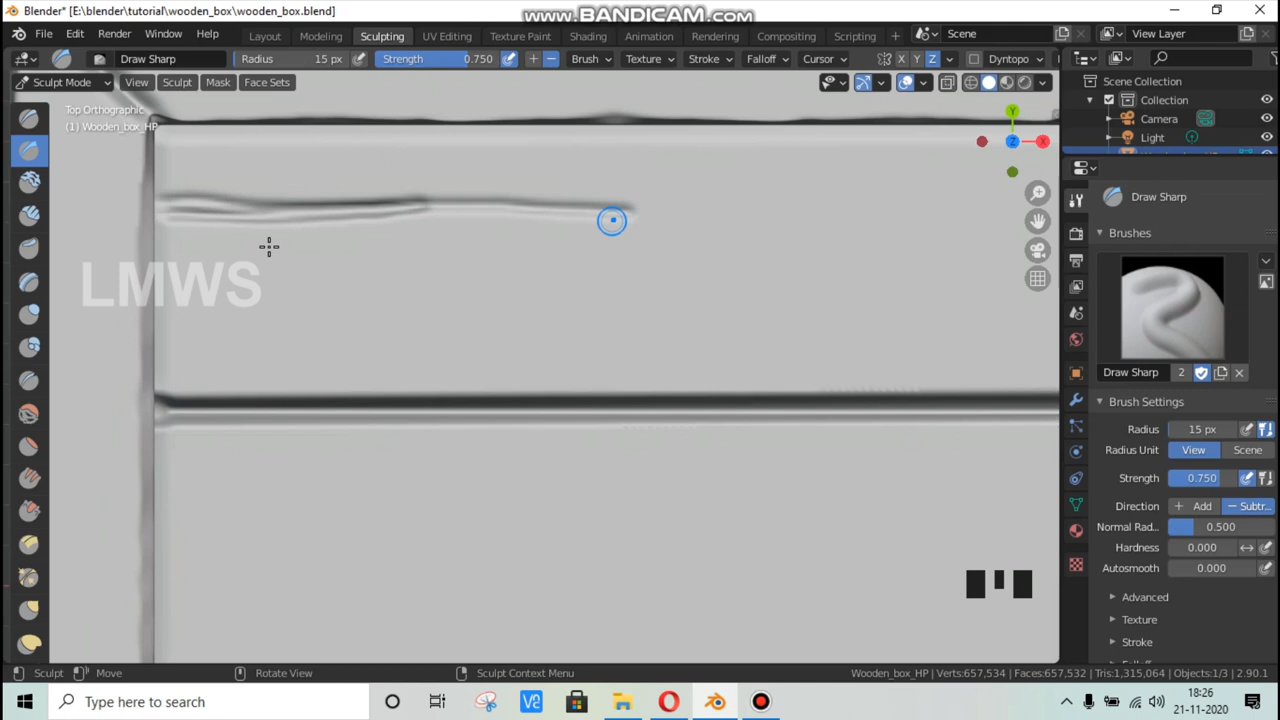 Blender* [E:\blender\tutorial\wooden_box\wooden_box.blend]
www.BANDICAM.com
File Edit Render Window Help
Layout Modeling Sculpting UV Editing Texture Paint Shading Animation Rendering Compositing Scripting +
Scene
View Layer
Draw Sharp
Radius 15 px
Strength 0.750
Brush Texture Stroke Falloff Cursor
X Y Z
Dyntopo
Sculpt Mode View Sculpt Mask Face Sets
Top Orthographic
(1) Wooden_box_HP
Y
Z
X
LMWS
Scene Collection
Collection
Camera
Light
Draw Sharp
Brushes
Draw Sharp 2
Brush Settings
Radius 15 px
Radius Unit View Scene
Strength 0.750
Direction + Add − Subtr...
Normal Rad... 0.500
Hardness 0.000
Autosmooth 0.000
Advanced
Texture
Stroke
Sculpt Move Rotate View Sculpt Context Menu
Wooden_box_HP | Verts:657,534 | Faces:657,532 | Tris:1,315,064 | Objects:1/3 | 2.90.1
Type here to search
18:26
21-11-2020